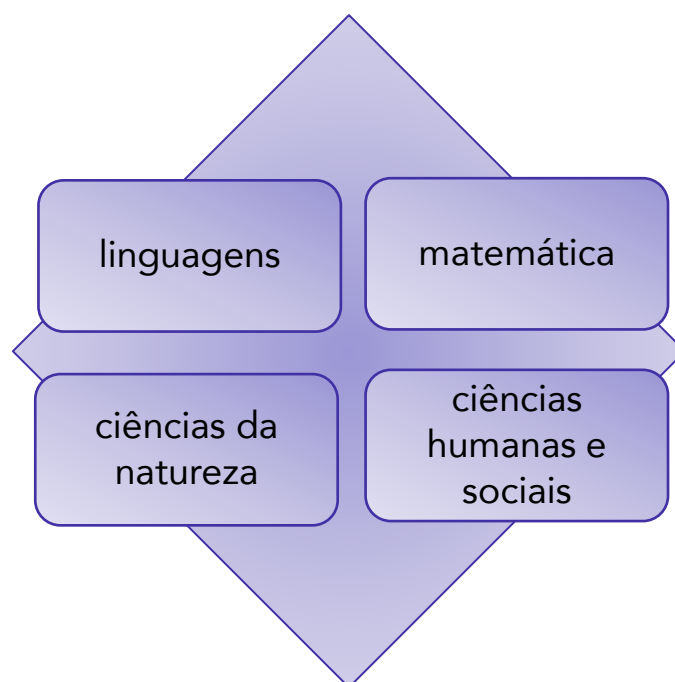 linguagens
matemática
ciências da
natureza
ciências
humanas e
sociais